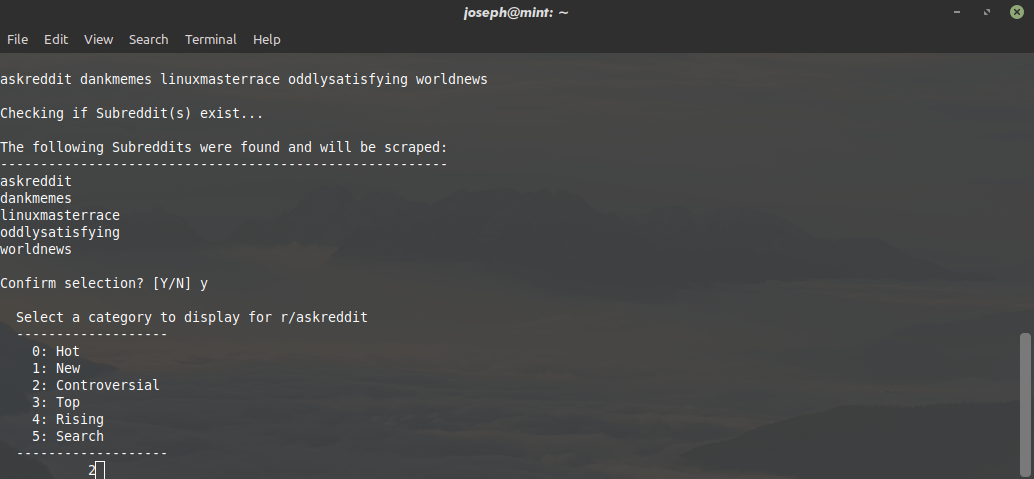 joseph@mint: ~
File Edit View Search Terminal Help
askreddit dankmemes linuxmasterrace oddlysatisfying worldnews
Checking if Subreddit(s) exist...
The following Subreddits were found and will be scraped:
--------------------------------------------------------
askreddit
dankmemes
linuxmasterrace
oddlysatisfying
worldnews
Confirm selection? [Y/N] y
Select a category to display for r/askreddit
-------------------
0: Hot
1: New
2: Controversial
3: Top
4: Rising
5: Search
-------------------
2